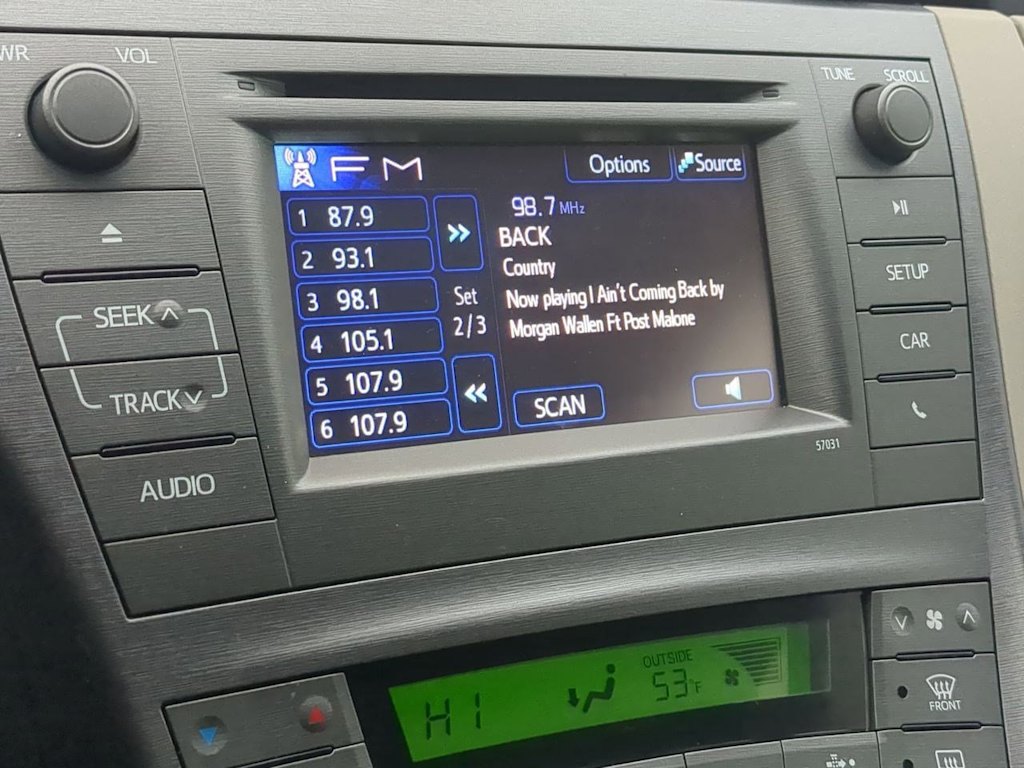 WR
VOL
TUNE
SCROLL
FM
Options
Source
1 87.9
2 93.1
3 98.1
4 105.1
5 107.9
6 107.9
Set
2/3
98.7 MHz
BACK
Country
Now playing I Ain't Coming Back by
Morgan Wallen Ft Post Malone
SCAN
SEEK
TRACK
AUDIO
SETUP
CAR
57031
HI
OUTSIDE
53°F
FRONT